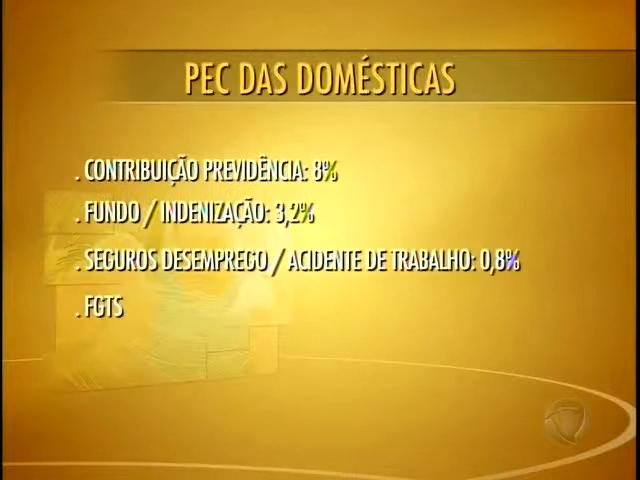 PEC DAS DOMÉSTICAS
. CONTRIBUIÇÃO PREVIDÊNCIA: 8%
. FUNDO / INDENIZAÇÃO: 3,2%
. SEGUROS DESEMPREGO / ACIDENTE DE TRABALHO: 0,8%
. FGTS